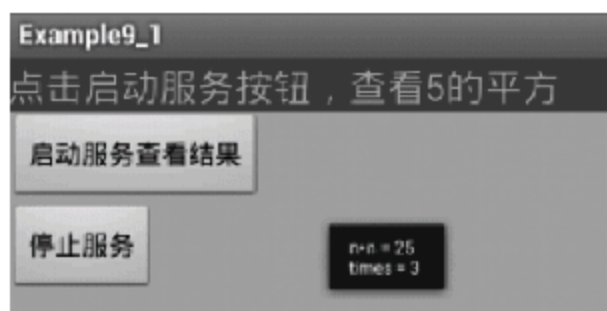 Example9_1
点击启动服务按钮，查看5的平方
启动服务查看结果
停止服务
n*n = 25
times = 3